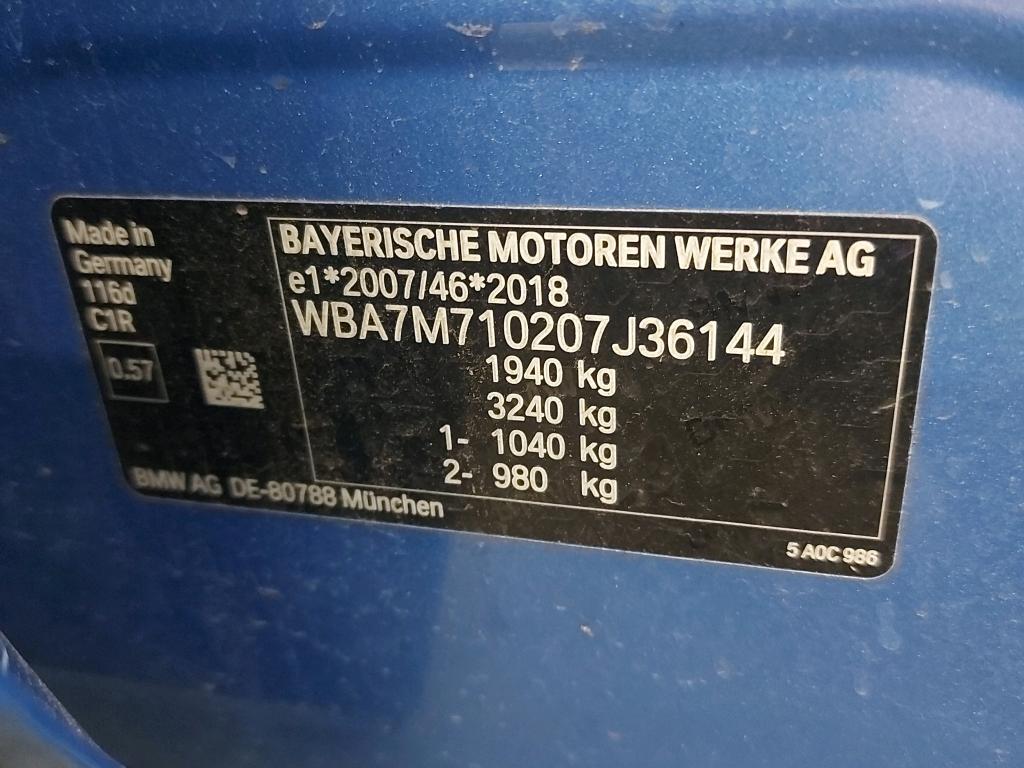 Made in
Germany
116d
C1R
0.57
BAYERISCHE MOTOREN WERKE AG
e1*2007/46*2018
WBA7M710207J36144
1940 kg
3240 kg
1- 1040 kg
2- 980 kg
BMW AG DE-80788 München
5 A0C 986